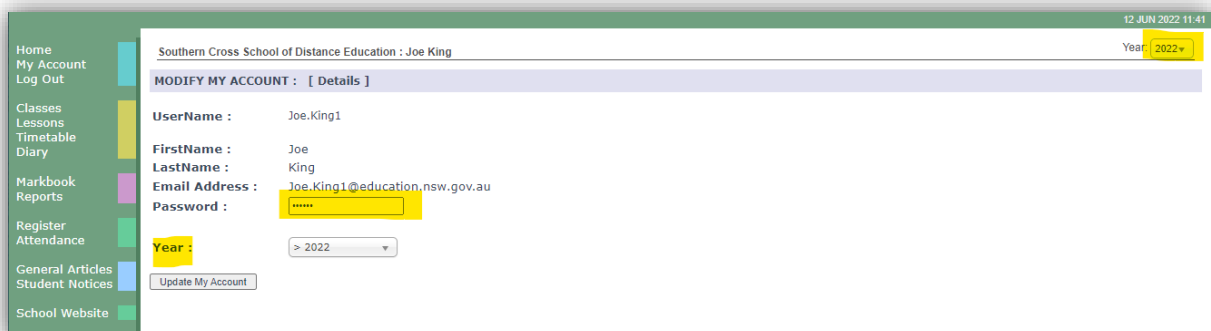 12 JUN 2022 11:41
Home
My Account
Log Out
Classes
Lessons
Timetable
Diary
Markbook
Reports
Register
Attendance
General Articles
Student Notices
School Website
Southern Cross School of Distance Education : Joe King
Year: 2022
MODIFY MY ACCOUNT : [ Details ]
UserName : Joe.King1
FirstName : Joe
LastName : King
Email Address : Joe.King1@education.nsw.gov.au
Password : ••••••
Year : > 2022
Update My Account